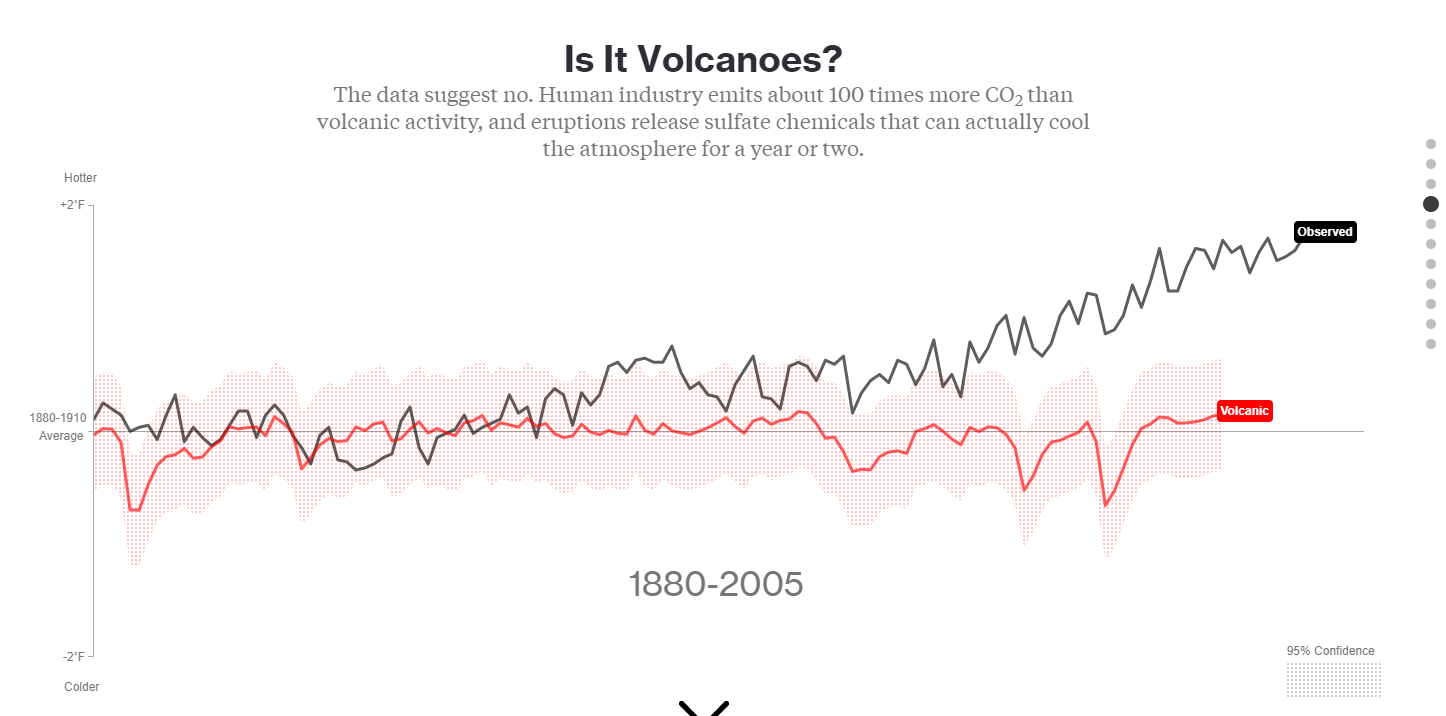 Is It Volcanoes?
The data suggest no. Human industry emits about 100 times more CO₂ than
volcanic activity, and eruptions release sulfate chemicals that can actually cool
the atmosphere for a year or two.
Hotter
+2°F
Observed
1880-1910
Average
Volcanic
1880-2005
-2°F
Colder
95% Confidence